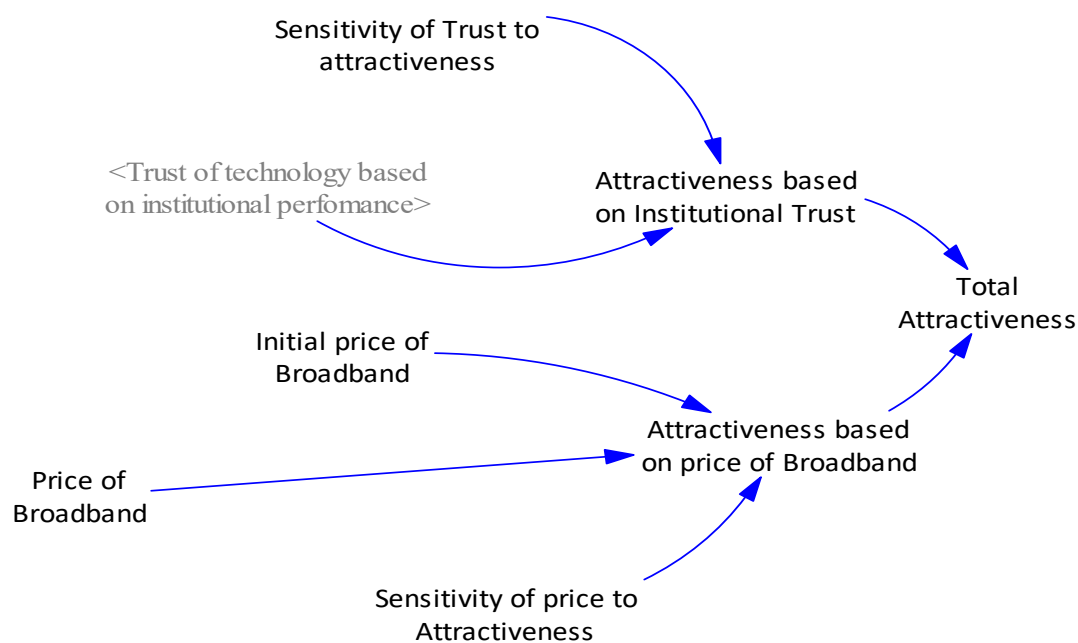 Sensitivity of Trust to
attractiveness
<Trust of technology based
on institutional perfomance>
Attractiveness based
on Institutional Trust
Total
Attractiveness
Initial price of
Broadband
Attractiveness based
on price of Broadband
Price of
Broadband
Sensitivity of price to
Attractiveness